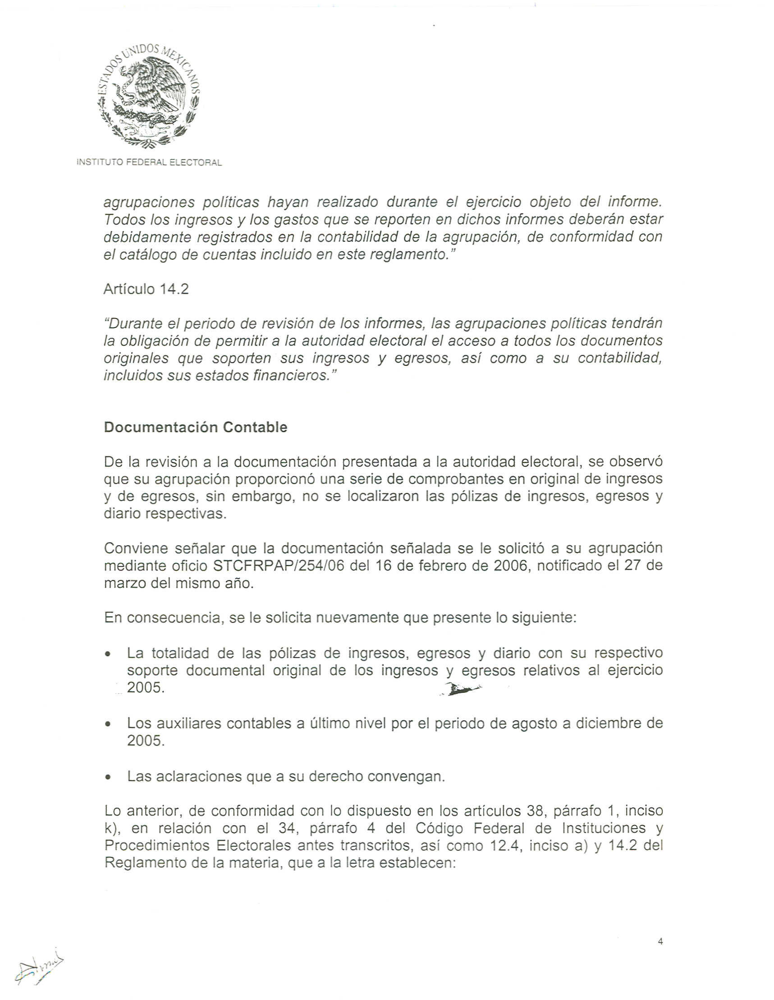 ESTADOS UNIDOS MEXICANOS
INSTITUTO FEDERAL ELECTORAL
agrupaciones políticas hayan realizado durante el ejercicio objeto del informe.
Todos los ingresos y los gastos que se reporten en dichos informes deberán estar
debidamente registrados en la contabilidad de la agrupación, de conformidad con
el catálogo de cuentas incluido en este reglamento."
Artículo 14.2
"Durante el periodo de revisión de los informes, las agrupaciones políticas tendrán
la obligación de permitir a la autoridad electoral el acceso a todos los documentos
originales que soporten sus ingresos y egresos, así como a su contabilidad,
incluidos sus estados financieros."
Documentación Contable
De la revisión a la documentación presentada a la autoridad electoral, se observó
que su agrupación proporcionó una serie de comprobantes en original de ingresos
y de egresos, sin embargo, no se localizaron las pólizas de ingresos, egresos y
diario respectivas.
Conviene señalar que la documentación señalada se le solicitó a su agrupación
mediante oficio STCFRPAP/254/06 del 16 de febrero de 2006, notificado el 27 de
marzo del mismo año.
En consecuencia, se le solicita nuevamente que presente lo siguiente:
• La totalidad de las pólizas de ingresos, egresos y diario con su respectivo
soporte documental original de los ingresos y egresos relativos al ejercicio
2005.
• Los auxiliares contables a último nivel por el periodo de agosto a diciembre de
2005.
• Las aclaraciones que a su derecho convengan.
Lo anterior, de conformidad con lo dispuesto en los artículos 38, párrafo 1, inciso
k), en relación con el 34, párrafo 4 del Código Federal de Instituciones y
Procedimientos Electorales antes transcritos, así como 12.4, inciso a) y 14.2 del
Reglamento de la materia, que a la letra establecen:
4